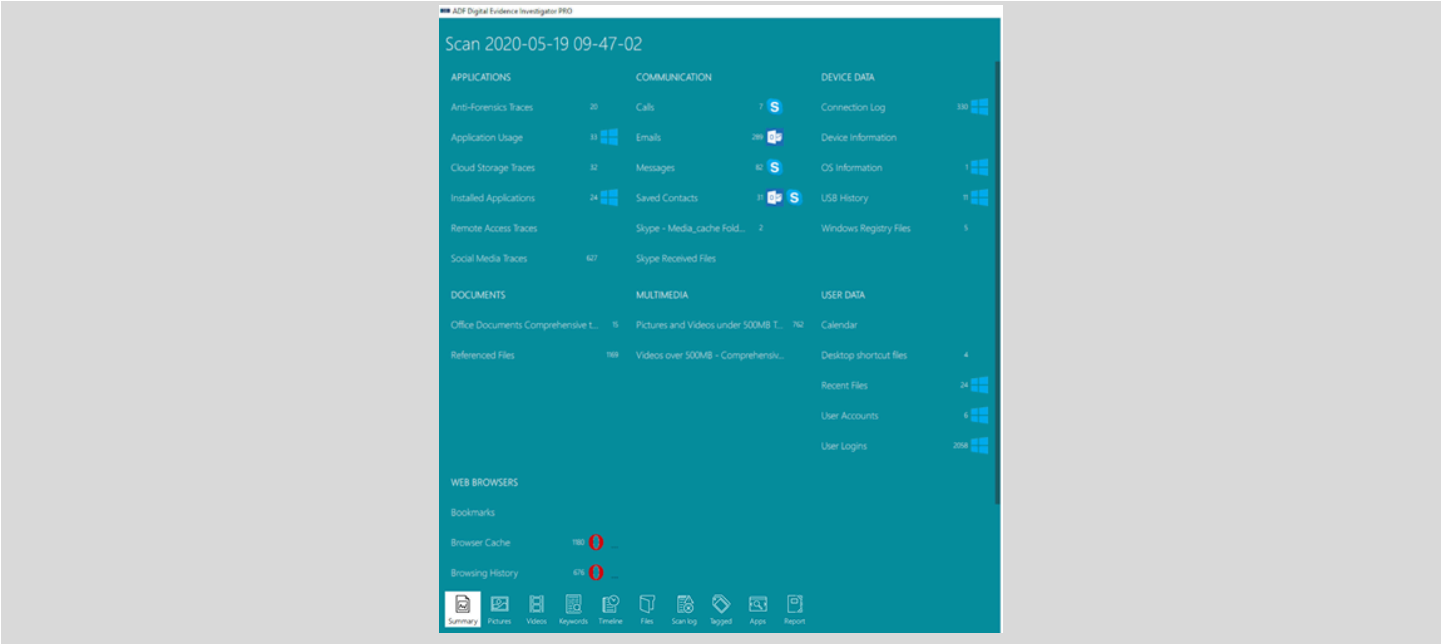 ADF Digital Evidence Investigator PRO
Scan 2020-05-19 09-47-02
APPLICATIONS
Anti-Forensics Traces 20
Application Usage 33
Cloud Storage Traces 32
Installed Applications 24
Remote Access Traces
Social Media Traces 627
COMMUNICATION
Calls 7
Emails 289
Messages 82
Saved Contacts 31
Skype - Media_cache Fold... 2
Skype Received Files
DEVICE DATA
Connection Log 330
Device Information
OS Information 1
USB History 11
Windows Registry Files 5
DOCUMENTS
Office Documents Comprehensive t... 15
Referenced Files 1169
MULTIMEDIA
Pictures and Videos under 500MB T... 762
Videos over 500MB - Comprehensiv...
USER DATA
Calendar
Desktop shortcut files 4
Recent Files 24
User Accounts 6
User Logins 2058
WEB BROWSERS
Bookmarks
Browser Cache 1180 ...
Browsing History 676 ...
Summary Pictures Videos Keywords Timeline Files Scan log Tagged Apps Report